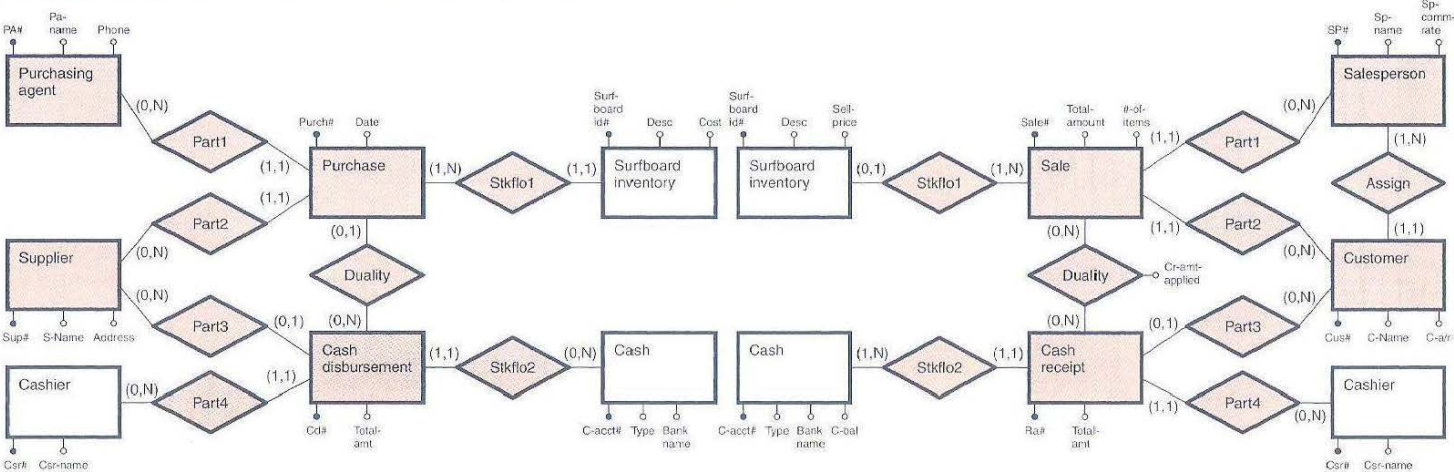 PA#
Pa-
name
Phone
Purchasing
agent
(0,N)
Part1
(1,1)
Purch#
Date
Purchase
(1,N)
Stkflo1
(1,1)
Surf-
board
id#
Desc
Cost
Surfboard
inventory
Surf-
board
id#
Desc
Sell-
price
Surfboard
inventory
(0,1)
Stkflo1
(1,N)
Sale#
Total-
amount
#-of-
items
Sale
(1,1)
Part1
(0,N)
SP#
Sp-
name
Sp-
comm-
rate
Salesperson
(1,N)
Assign
(1,1)
Supplier
Sup#
S-Name
Address
(0,N)
Part2
(1,1)
(0,N)
Part3
(0,1)
(0,1)
Duality
(0,N)
(0,N)
Duality
Cr-amt-
applied
(0,N)
(1,1)
Part2
(0,N)
Customer
Cus#
C-Name
C-a/r
(0,1)
Part3
(0,N)
Cashier
Csr#
Csr-name
(0,N)
Part4
(1,1)
Cash
disbursement
Cd#
Total-
amt
(1,1)
Stkflo2
(0,N)
Cash
C-acct#
Type
Bank
name
Cash
C-acct#
Type
Bank
name
C-bal
(1,N)
Stkflo2
(1,1)
Cash
receipt
Ra#
Total-
amt
(1,1)
Part4
(0,N)
Cashier
Csr#
Csr-name